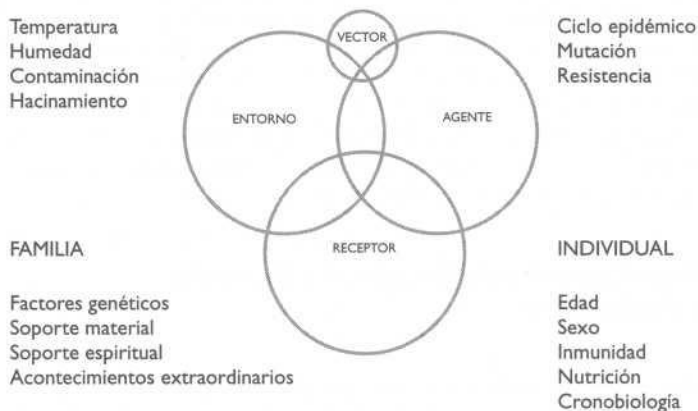 Temperatura
Humedad
Contaminación
Hacinamiento
VECTOR
Ciclo epidémico
Mutación
Resistencia
ENTORNO
AGENTE
RECEPTOR
FAMILIA
Factores genéticos
Soporte material
Soporte espiritual
Acontecimientos extraordinarios
INDIVIDUAL
Edad
Sexo
Inmunidad
Nutrición
Cronobiología